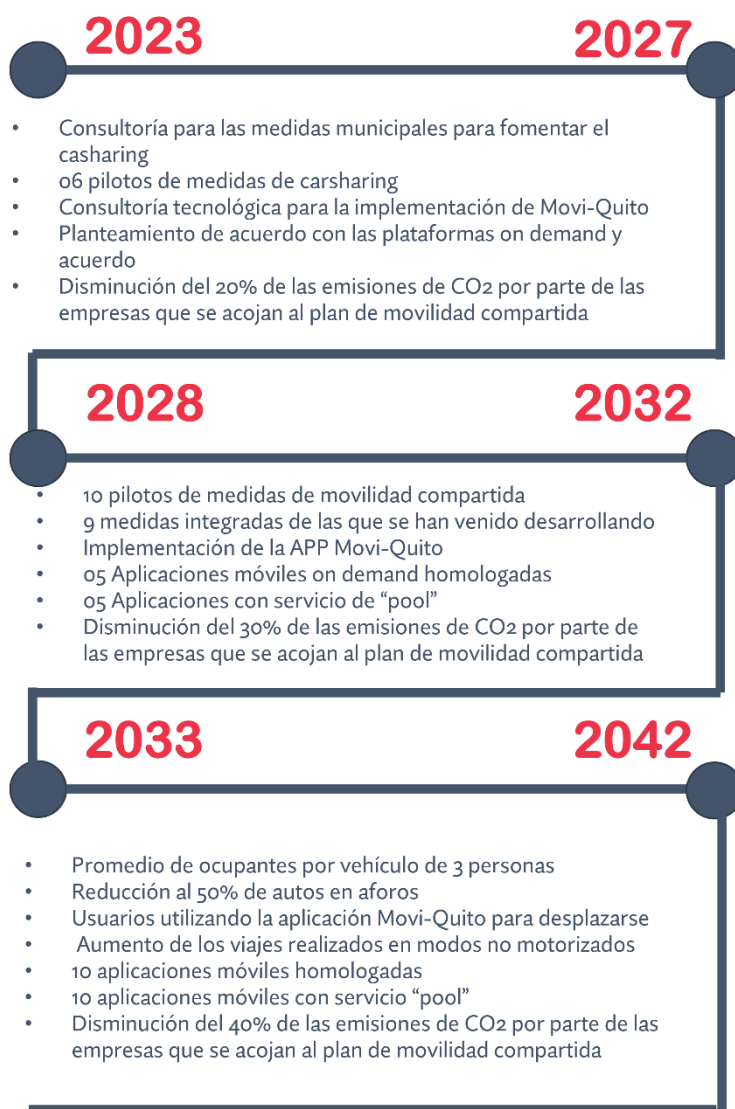 2023 2027
• Consultoría para las medidas municipales para fomentar el
casharing
• 06 pilotos de medidas de carsharing
• Consultoría tecnológica para la implementación de Movi-Quito
• Planteamiento de acuerdo con las plataformas on demand y
acuerdo
• Disminución del 20% de las emisiones de CO2 por parte de las
empresas que se acojan al plan de movilidad compartida
2028 2032
• 10 pilotos de medidas de movilidad compartida
• 9 medidas integradas de las que se han venido desarrollando
• Implementación de la APP Movi-Quito
• 05 Aplicaciones móviles on demand homologadas
• 05 Aplicaciones con servicio de “pool”
• Disminución del 30% de las emisiones de CO2 por parte de
las empresas que se acojan al plan de movilidad compartida
2033 2042
• Promedio de ocupantes por vehículo de 3 personas
• Reducción al 50% de autos en aforos
• Usuarios utilizando la aplicación Movi-Quito para desplazarse
• Aumento de los viajes realizados en modos no motorizados
• 10 aplicaciones móviles homologadas
• 10 aplicaciones móviles con servicio “pool”
• Disminución del 40% de las emisiones de CO2 por parte de las
empresas que se acojan al plan de movilidad compartida